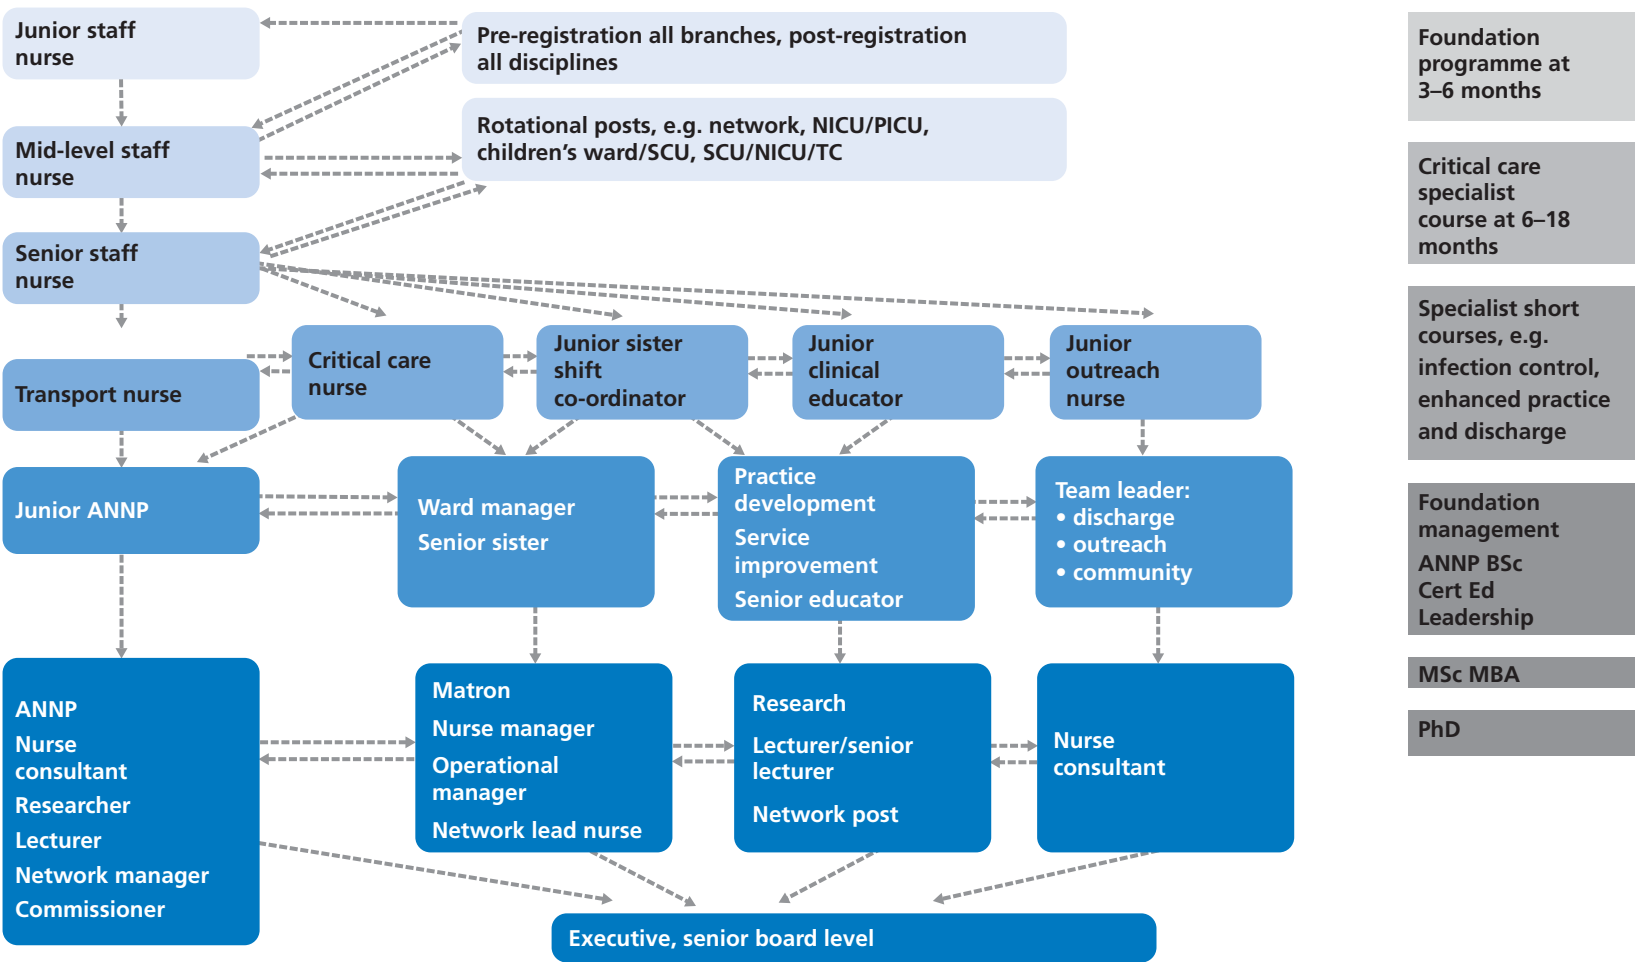 Junior staff
nurse
Pre-registration all branches, post-registration
all disciplines
Mid-level staff
nurse
Rotational posts, e.g. network, NICU/PICU,
children’s ward/SCU, SCU/NICU/TC
Senior staff
nurse
Transport nurse
Critical care
nurse
Junior sister
shift
co-ordinator
Junior
clinical
educator
Junior
outreach
nurse
Junior ANNP
Ward manager
Senior sister
Practice
development
Service
improvement
Senior educator
Team leader:
• discharge
• outreach
• community
ANNP
Nurse
consultant
Researcher
Lecturer
Network manager
Commissioner
Matron
Nurse manager
Operational
manager
Network lead nurse
Research
Lecturer/senior
lecturer
Network post
Nurse
consultant
Executive, senior board level
Foundation
programme at
3–6 months
Critical care
specialist
course at 6–18
months
Specialist short
courses, e.g.
infection control,
enhanced practice
and discharge
Foundation
management
ANNP BSc
Cert Ed
Leadership
MSc MBA
PhD